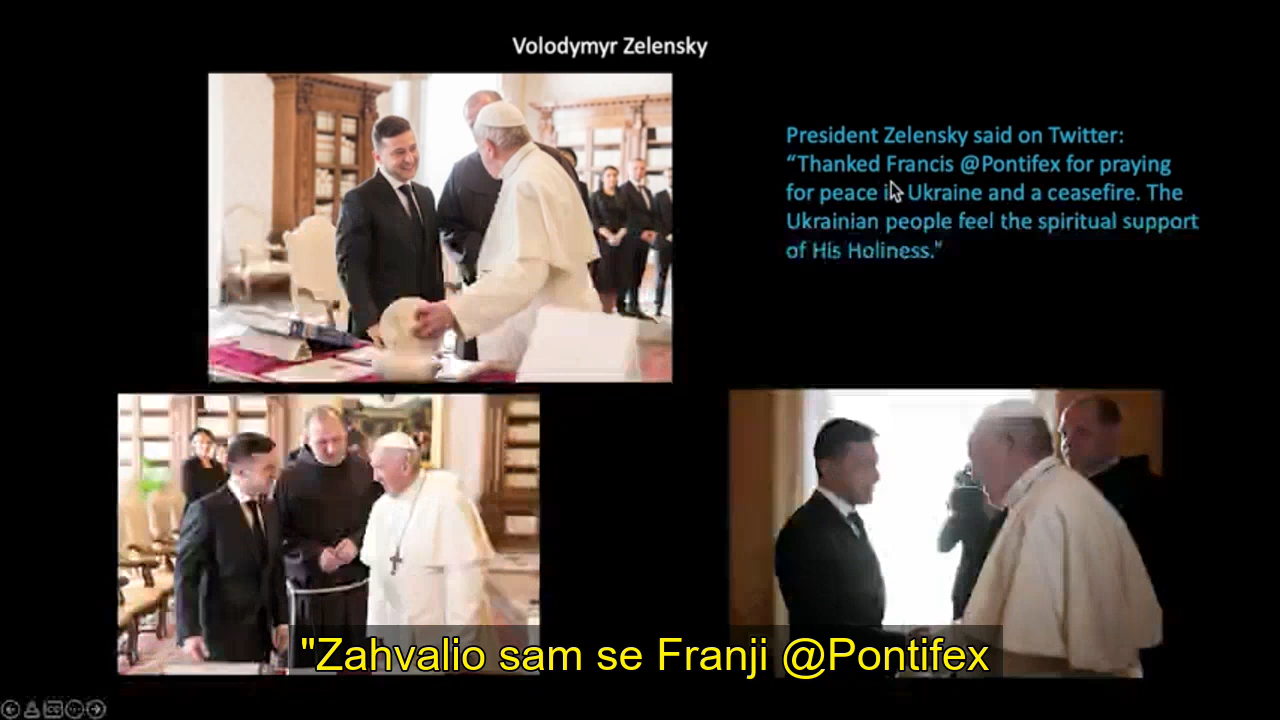 Volodymyr Zelensky
President Zelensky said on Twitter:
“Thanked Francis @Pontifex for praying
for peace in Ukraine and a ceasefire. The
Ukrainian people feel the spiritual support
of His Holiness."
"Zahvalio sam se Franji @Pontifex